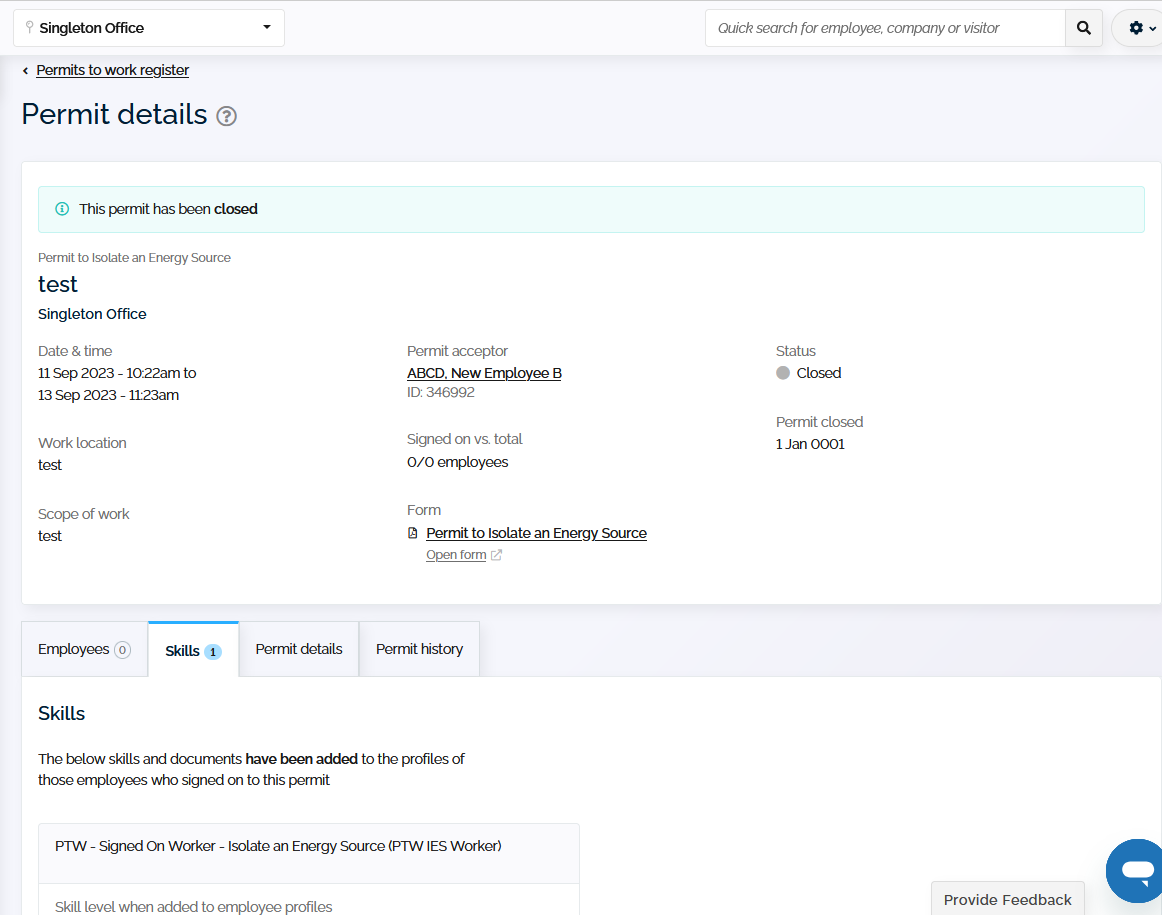 Singleton Office
Quick search for employee, company or visitor
Permits to work register
Permit details
This permit has been closed
Permit to Isolate an Energy Source
test
Singleton Office
Date & time
11 Sep 2023 - 10:22am to
13 Sep 2023 - 11:23am
Work location
test
Scope of work
test
Permit acceptor
ABCD, New Employee B
ID: 346992
Signed on vs. total
0/0 employees
Form
Permit to Isolate an Energy Source
Open form
Status
Closed
Permit closed
1 Jan 0001
Employees 0
Skills 1
Permit details
Permit history
Skills
The below skills and documents have been added to the profiles of
those employees who signed on to this permit
PTW - Signed On Worker - Isolate an Energy Source (PTW IES Worker)
Skill level when added to employee profiles
Provide Feedback